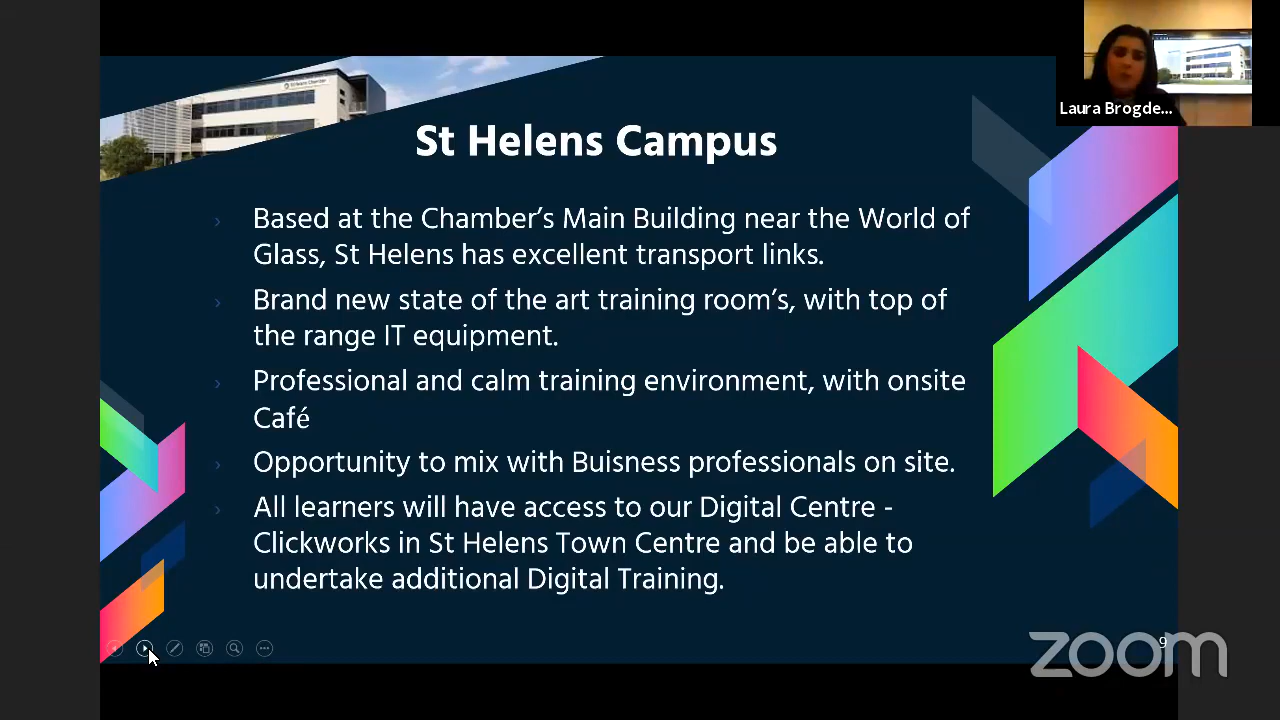 St Helens Chamber
Laura Brogde...
St Helens Campus
Based at the Chamber's Main Building near the World of
Glass, St Helens has excellent transport links.
Brand new state of the art training room's, with top of
the range IT equipment.
Professional and calm training environment, with onsite
Café
Opportunity to mix with Buisness professionals on site.
All learners will have access to our Digital Centre -
Clickworks in St Helens Town Centre and be able to
undertake additional Digital Training.
9
zoom